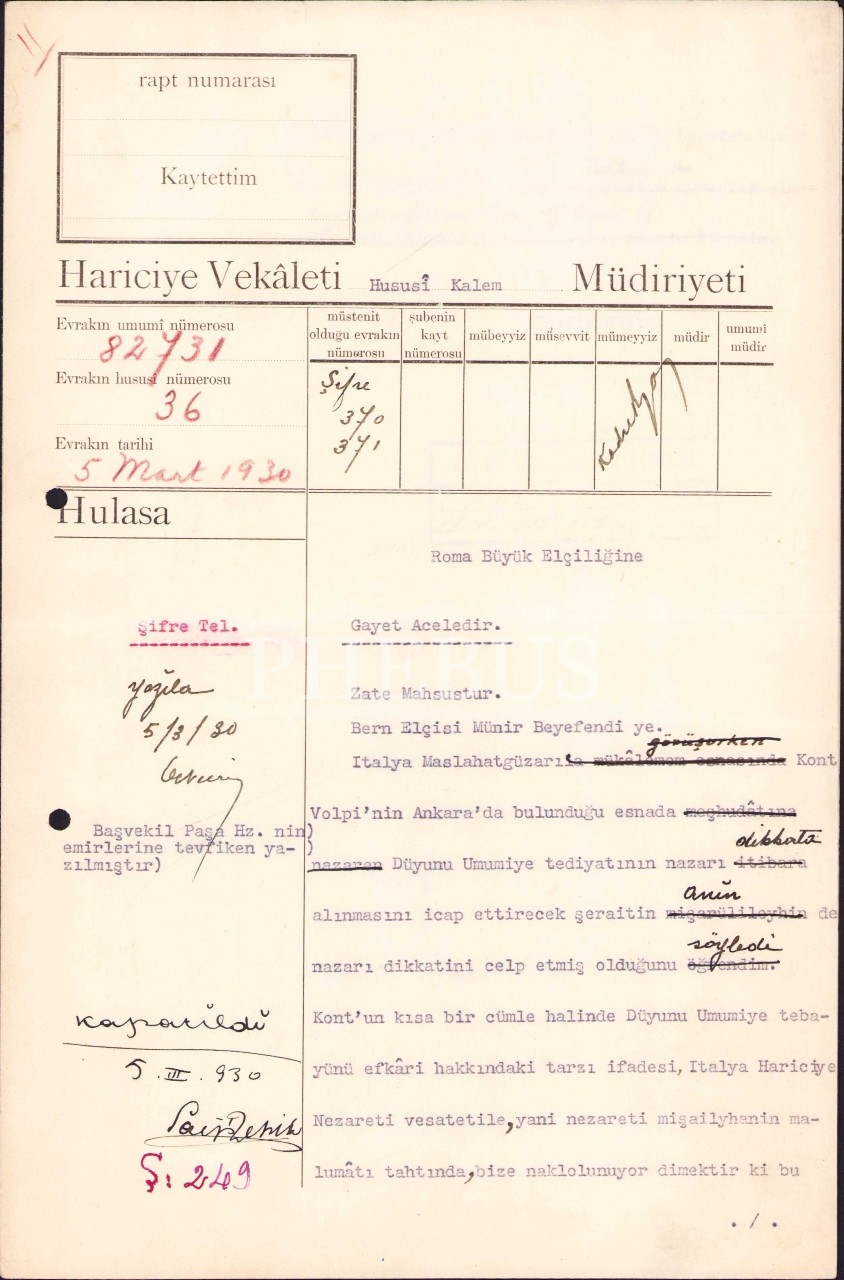 rapt numarası
Kaytettim
Hariciye Vekâleti Hususî Kalem Müdiriyeti
Evrakın umumî nümerosu
82731
Evrakın hususî nümerosu
36
Evrakın tarihi
5 Mart 1930
müstenit olduğu evrakın nümerosu
şubenin kayt nümerosu
mübeyyiz
müsevvit
mümeyyiz
müdir
umumî müdir
Şifre
370
371
Hulasa
Roma Büyük Elçiliğine
Şifre Tel.
Gayet Aceledir.
yazıla
5/3/30
Zate Mahsustur.
Bern Elçisi Münir Beyefendi ye.
görüşürken
Italya Maslahatgüzarıla mükâlemem esnasında Kont
Başvekil Paşa Hz. nin)
emirlerine tevfiken ya- )
zılmıştır)
Volpi'nin Ankara'da bulunduğu esnada meşhudâtına
dikkata
nazaren Düyunu Umumiye tediyatının nazarı itibara
anın
alınmasını icap ettirecek şeraitin mişarülileyhin de
söyledi
nazarı dikkatini celp etmiş olduğunu öğrendim.
kapatıldı
5.III.930
Ş: 249
Kont'un kısa bir cümle halinde Düyunu Umumiye teba-
yünü efkâri hakkındaki tarzı ifadesi, Italya Hariciye
Nezareti vesatetile,yani nezareti mişailyhanin ma-
lumâtı tahtında,bize naklolunuyor dimektir ki bu
. / .
PHEBUS